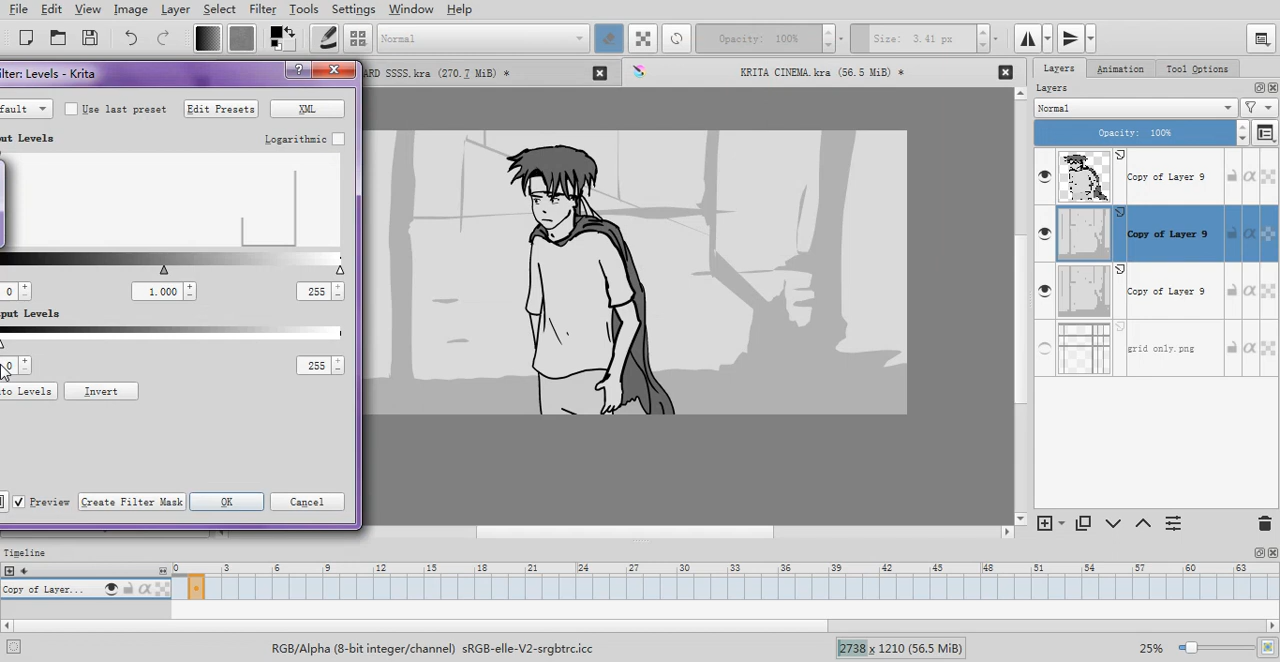 File Edit View Image Layer Select Filter Tools Settings Window Help
Normal
Opacity: 100%
Size: 3.41 px
ilter: Levels - Krita
ARD SSSS.kra (270.7 MiB) *
KRITA CINEMA.kra (56.5 MiB) *
Layers Animation Tool Options
Layers
fault Use last preset Edit Presets XML
Normal
put Levels Logarithmic
Opacity: 100%
Copy of Layer 9
Copy of Layer 9
Copy of Layer 9
grid only.png
0 1.000 255
put Levels
0 255
to Levels Invert
Preview Create Filter Mask OK Cancel
Timeline
0 3 6 9 12 15 18 21 24 27 30 33 36 39 42 45 48 51 54 57 60 63
Copy of Layer...
RGB/Alpha (8-bit integer/channel) sRGB-elle-V2-srgbtrc.icc
2738 x 1210 (56.5 MiB)
25%